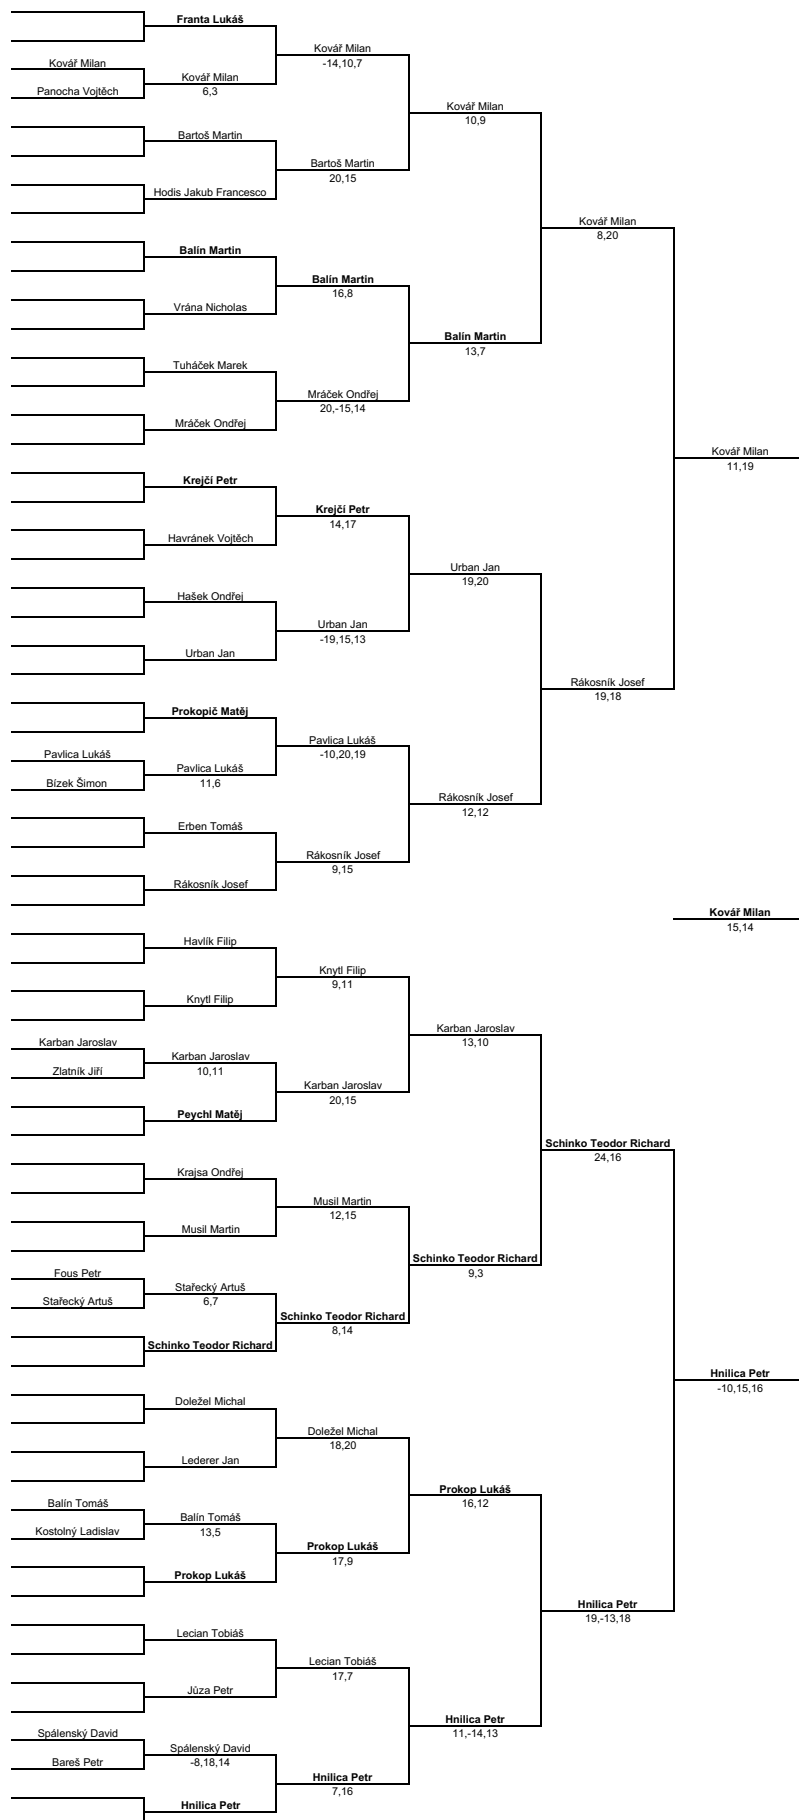 Franta Lukáš
Kovář Milan
-14,10,7
Kovář Milan
Kovář Milan
6,3
Panocha Vojtěch
Kovář Milan
10,9
Bartoš Martin
Bartoš Martin
20,15
Hodis Jakub Francesco
Kovář Milan
8,20
Balín Martin
Balín Martin
16,8
Vrána Nicholas
Balín Martin
13,7
Tuháček Marek
Mráček Ondřej
20,-15,14
Mráček Ondřej
Kovář Milan
11,19
Krejčí Petr
Krejčí Petr
14,17
Havránek Vojtěch
Urban Jan
19,20
Hašek Ondřej
Urban Jan
-19,15,13
Urban Jan
Rákosník Josef
19,18
Prokopič Matěj
Pavlica Lukáš
-10,20,19
Pavlica Lukáš
Pavlica Lukáš
11,6
Bízek Šimon
Rákosník Josef
12,12
Erben Tomáš
Rákosník Josef
9,15
Rákosník Josef
Kovář Milan
15,14
Havlík Filip
Knytl Filip
9,11
Knytl Filip
Karban Jaroslav
13,10
Karban Jaroslav
Karban Jaroslav
10,11
Zlatník Jiří
Karban Jaroslav
20,15
Peychl Matěj
Schinko Teodor Richard
24,16
Krajsa Ondřej
Musil Martin
12,15
Musil Martin
Schinko Teodor Richard
9,3
Fous Petr
Stařecký Artuš
6,7
Stařecký Artuš
Schinko Teodor Richard
8,14
Schinko Teodor Richard
Hnilica Petr
-10,15,16
Doležel Michal
Doležel Michal
18,20
Lederer Jan
Prokop Lukáš
16,12
Balín Tomáš
Balín Tomáš
13,5
Kostolný Ladislav
Prokop Lukáš
17,9
Prokop Lukáš
Hnilica Petr
19,-13,18
Lecian Tobiáš
Lecian Tobiáš
17,7
Jůza Petr
Hnilica Petr
11,-14,13
Spálenský David
Spálenský David
-8,18,14
Bareš Petr
Hnilica Petr
7,16
Hnilica Petr